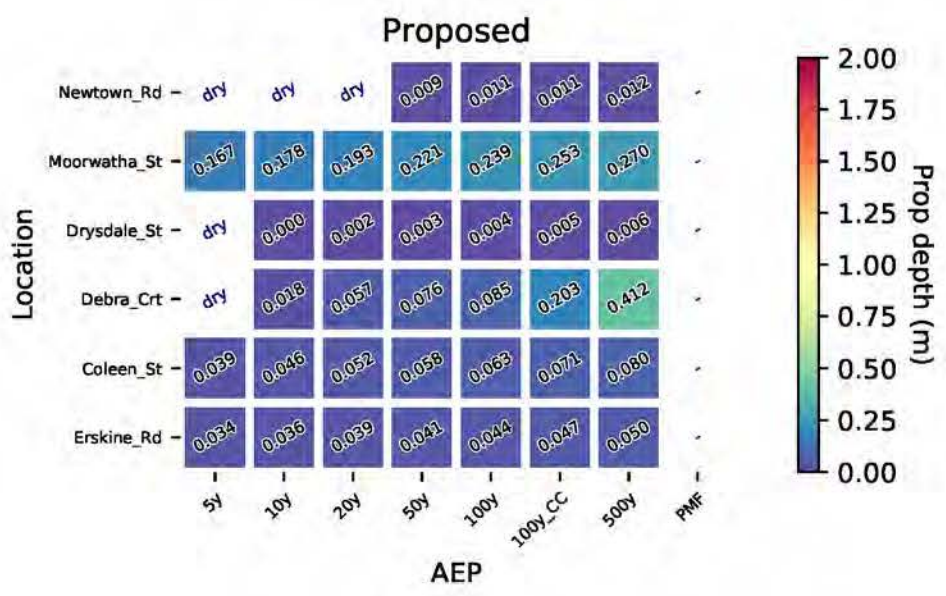 Proposed
Newtown_Rd dry dry dry 0.009 0.011 0.011 0.012 -
Moorwatha_St 0.167 0.178 0.193 0.221 0.239 0.253 0.270 -
Drysdale_St dry 0.000 0.002 0.003 0.004 0.005 0.006 -
Debra_Crt dry 0.018 0.057 0.076 0.085 0.203 0.412 -
Coleen_St 0.039 0.046 0.052 0.058 0.063 0.071 0.080 -
Erskine_Rd 0.034 0.036 0.039 0.041 0.044 0.047 0.050 -
5y 10y 20y 50y 100y 100y_CC 500y PMF
AEP
Location
2.00
1.75
1.50
1.25
1.00
0.75
0.50
0.25
0.00
Prop depth (m)